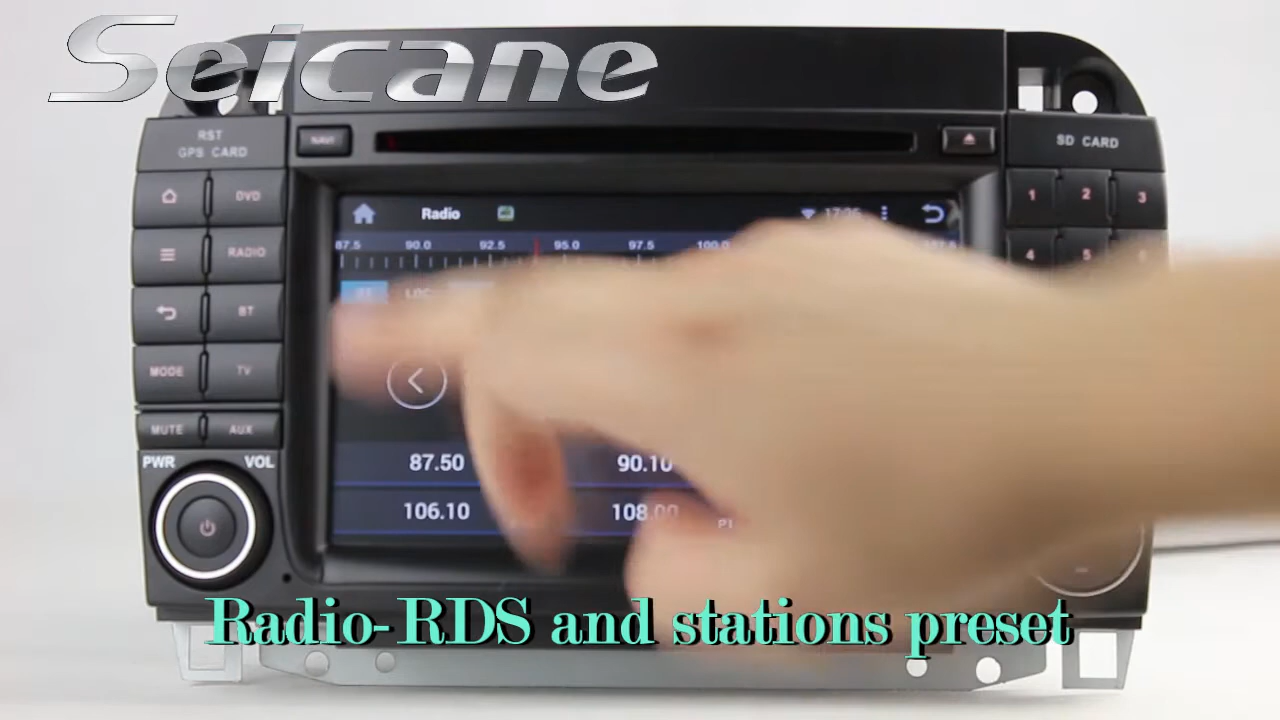 Seicane
RST
GPS CARD
NAVI
SD CARD
DVD
1 2 3
Radio
RADIO
87.5 90.0 92.5 95.0 97.5 100.0
4 5
LOC
BT
MODE TV
MUTE AUX
PWR VOL
87.50 90.10
106.10 108.00
Radio-RDS and stations preset